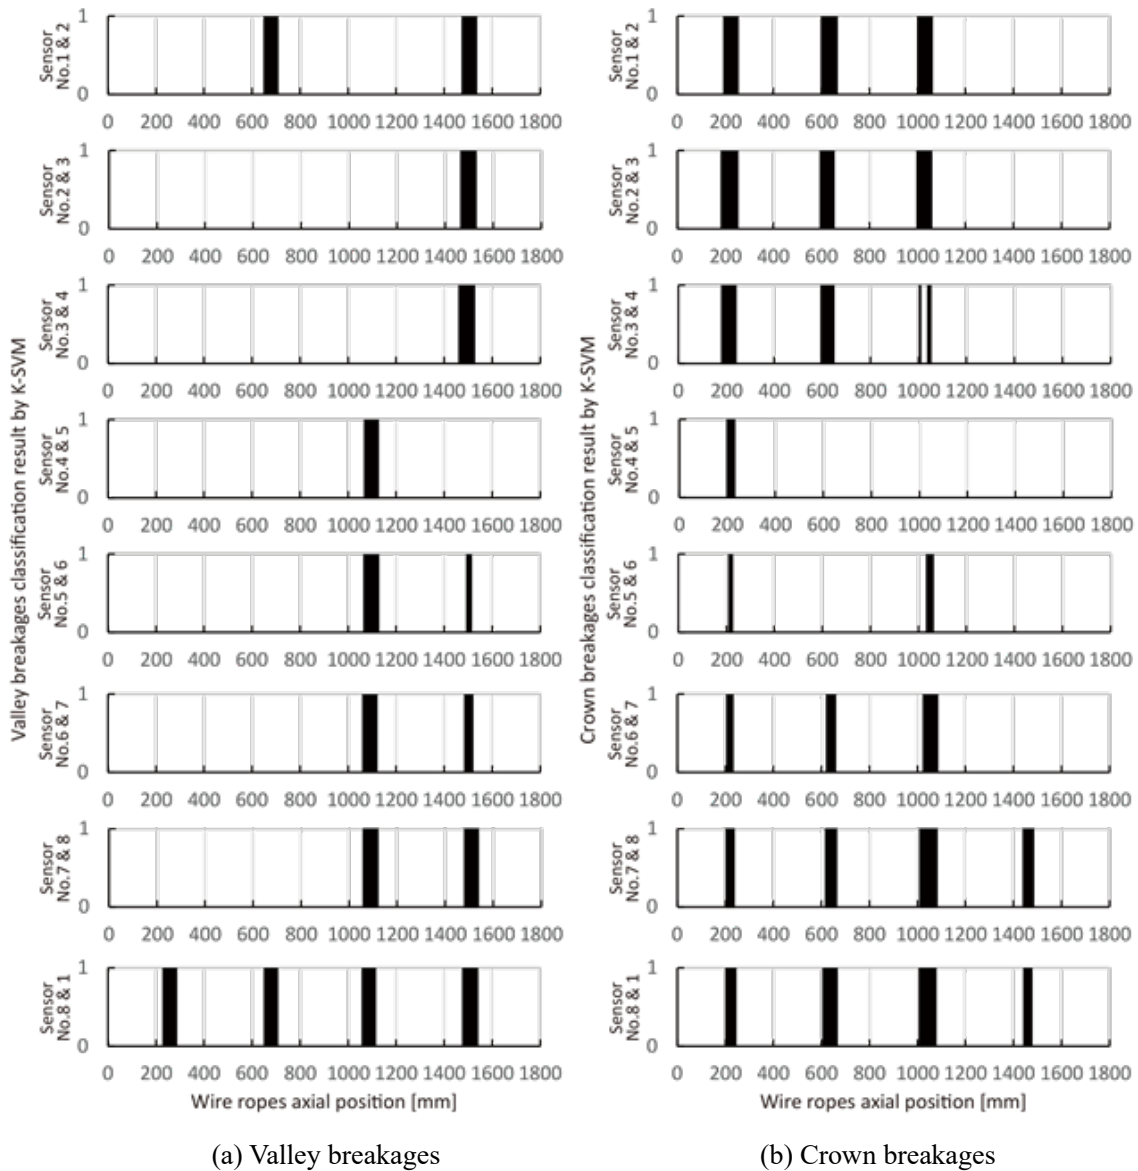 Valley breakages classification result by K-SVM
Sensor
No.1 & 2
1
0
0 200 400 600 800 1000 1200 1400 1600 1800
Sensor
No.2 & 3
1
0
0 200 400 600 800 1000 1200 1400 1600 1800
Sensor
No.3 & 4
1
0
0 200 400 600 800 1000 1200 1400 1600 1800
Sensor
No.4 & 5
1
0
0 200 400 600 800 1000 1200 1400 1600 1800
Sensor
No.5 & 6
1
0
0 200 400 600 800 1000 1200 1400 1600 1800
Sensor
No.6 & 7
1
0
0 200 400 600 800 1000 1200 1400 1600 1800
Sensor
No.7 & 8
1
0
0 200 400 600 800 1000 1200 1400 1600 1800
Sensor
No.8 & 1
1
0
0 200 400 600 800 1000 1200 1400 1600 1800
Wire ropes axial position [mm]
(a) Valley breakages
Crown breakages classification result by K-SVM
Sensor
No.1 & 2
1
0
0 200 400 600 800 1000 1200 1400 1600 1800
Sensor
No.2 & 3
1
0
0 200 400 600 800 1000 1200 1400 1600 1800
Sensor
No.3 & 4
1
0
0 200 400 600 800 1000 1200 1400 1600 1800
Sensor
No.4 & 5
1
0
0 200 400 600 800 1000 1200 1400 1600 1800
Sensor
No.5 & 6
1
0
0 200 400 600 800 1000 1200 1400 1600 1800
Sensor
No.6 & 7
1
0
0 200 400 600 800 1000 1200 1400 1600 1800
Sensor
No.7 & 8
1
0
0 200 400 600 800 1000 1200 1400 1600 1800
Sensor
No.8 & 1
1
0
0 200 400 600 800 1000 1200 1400 1600 1800
Wire ropes axial position [mm]
(b) Crown breakages